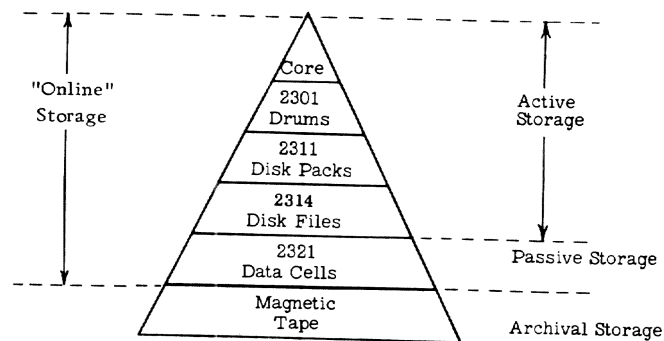 Core
2301
Drums
2311
Disk Packs
2314
Disk Files
2321
Data Cells
Magnetic
Tape
"Online"
Storage
Active
Storage
Passive Storage
Archival Storage